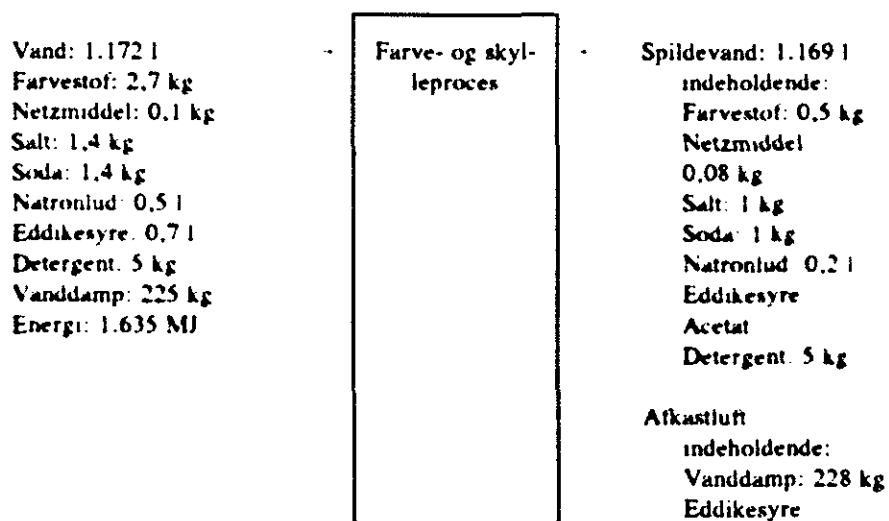 Vand: 1.172 l
Farvestof: 2,7 kg
Netzmiddel: 0,1 kg
Salt: 1,4 kg
Soda: 1,4 kg
Natronlud: 0,5 l
Eddikesyre. 0,7 l
Detergent. 5 kg
Vanddamp: 225 kg
Energi: 1.635 MJ
Farve- og skyl-
leproces
Spildevand: 1.169 l
indeholdende:
Farvestof: 0,5 kg
Netzmiddel
0,08 kg
Salt: 1 kg
Soda: 1 kg
Natronlud 0,2 l
Eddikesyre
Acetat
Detergent. 5 kg
Afkastluft
indeholdende:
Vanddamp: 228 kg
Eddikesyre